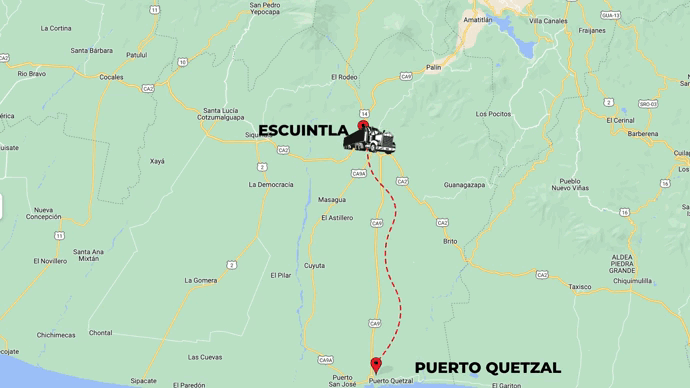 San Pedro
Yepocapa
GUA-13
Amatitlán
Villa Canales
Fraijanes
La Cortina
11
Santa Bárbara
Patulul
10
Palín
Río Bravo
CA2
Cocales
El Rodeo
CA9
2
SRO-03
Santa Lucía
Cotzumalguapa
14
Los Pocitos
El Cerinal
Barberena
ESCUINTLA
CA2
Xayá
2
CA9A
CA2
La Democracia
Guanagazapa
Pueblo
Nuevo Viñas
Masagua
16
16
Nueva
Concepción
El Astillero
CA9
CA2
11
Santa Ana
Mixtán
Brito
El Novillero
2
Cuyuta
ALDEA
PIEDRA
GRANDE
La Gomera
El Pilar
CA2
Chiquimulilla
Taxisco
Chichimecas
Chontal
CA9
Las Cuevas
CA9A
PUERTO QUETZAL
Sipacate
El Paredón
Puerto
San José
Puerto Quetzal
El Garitón